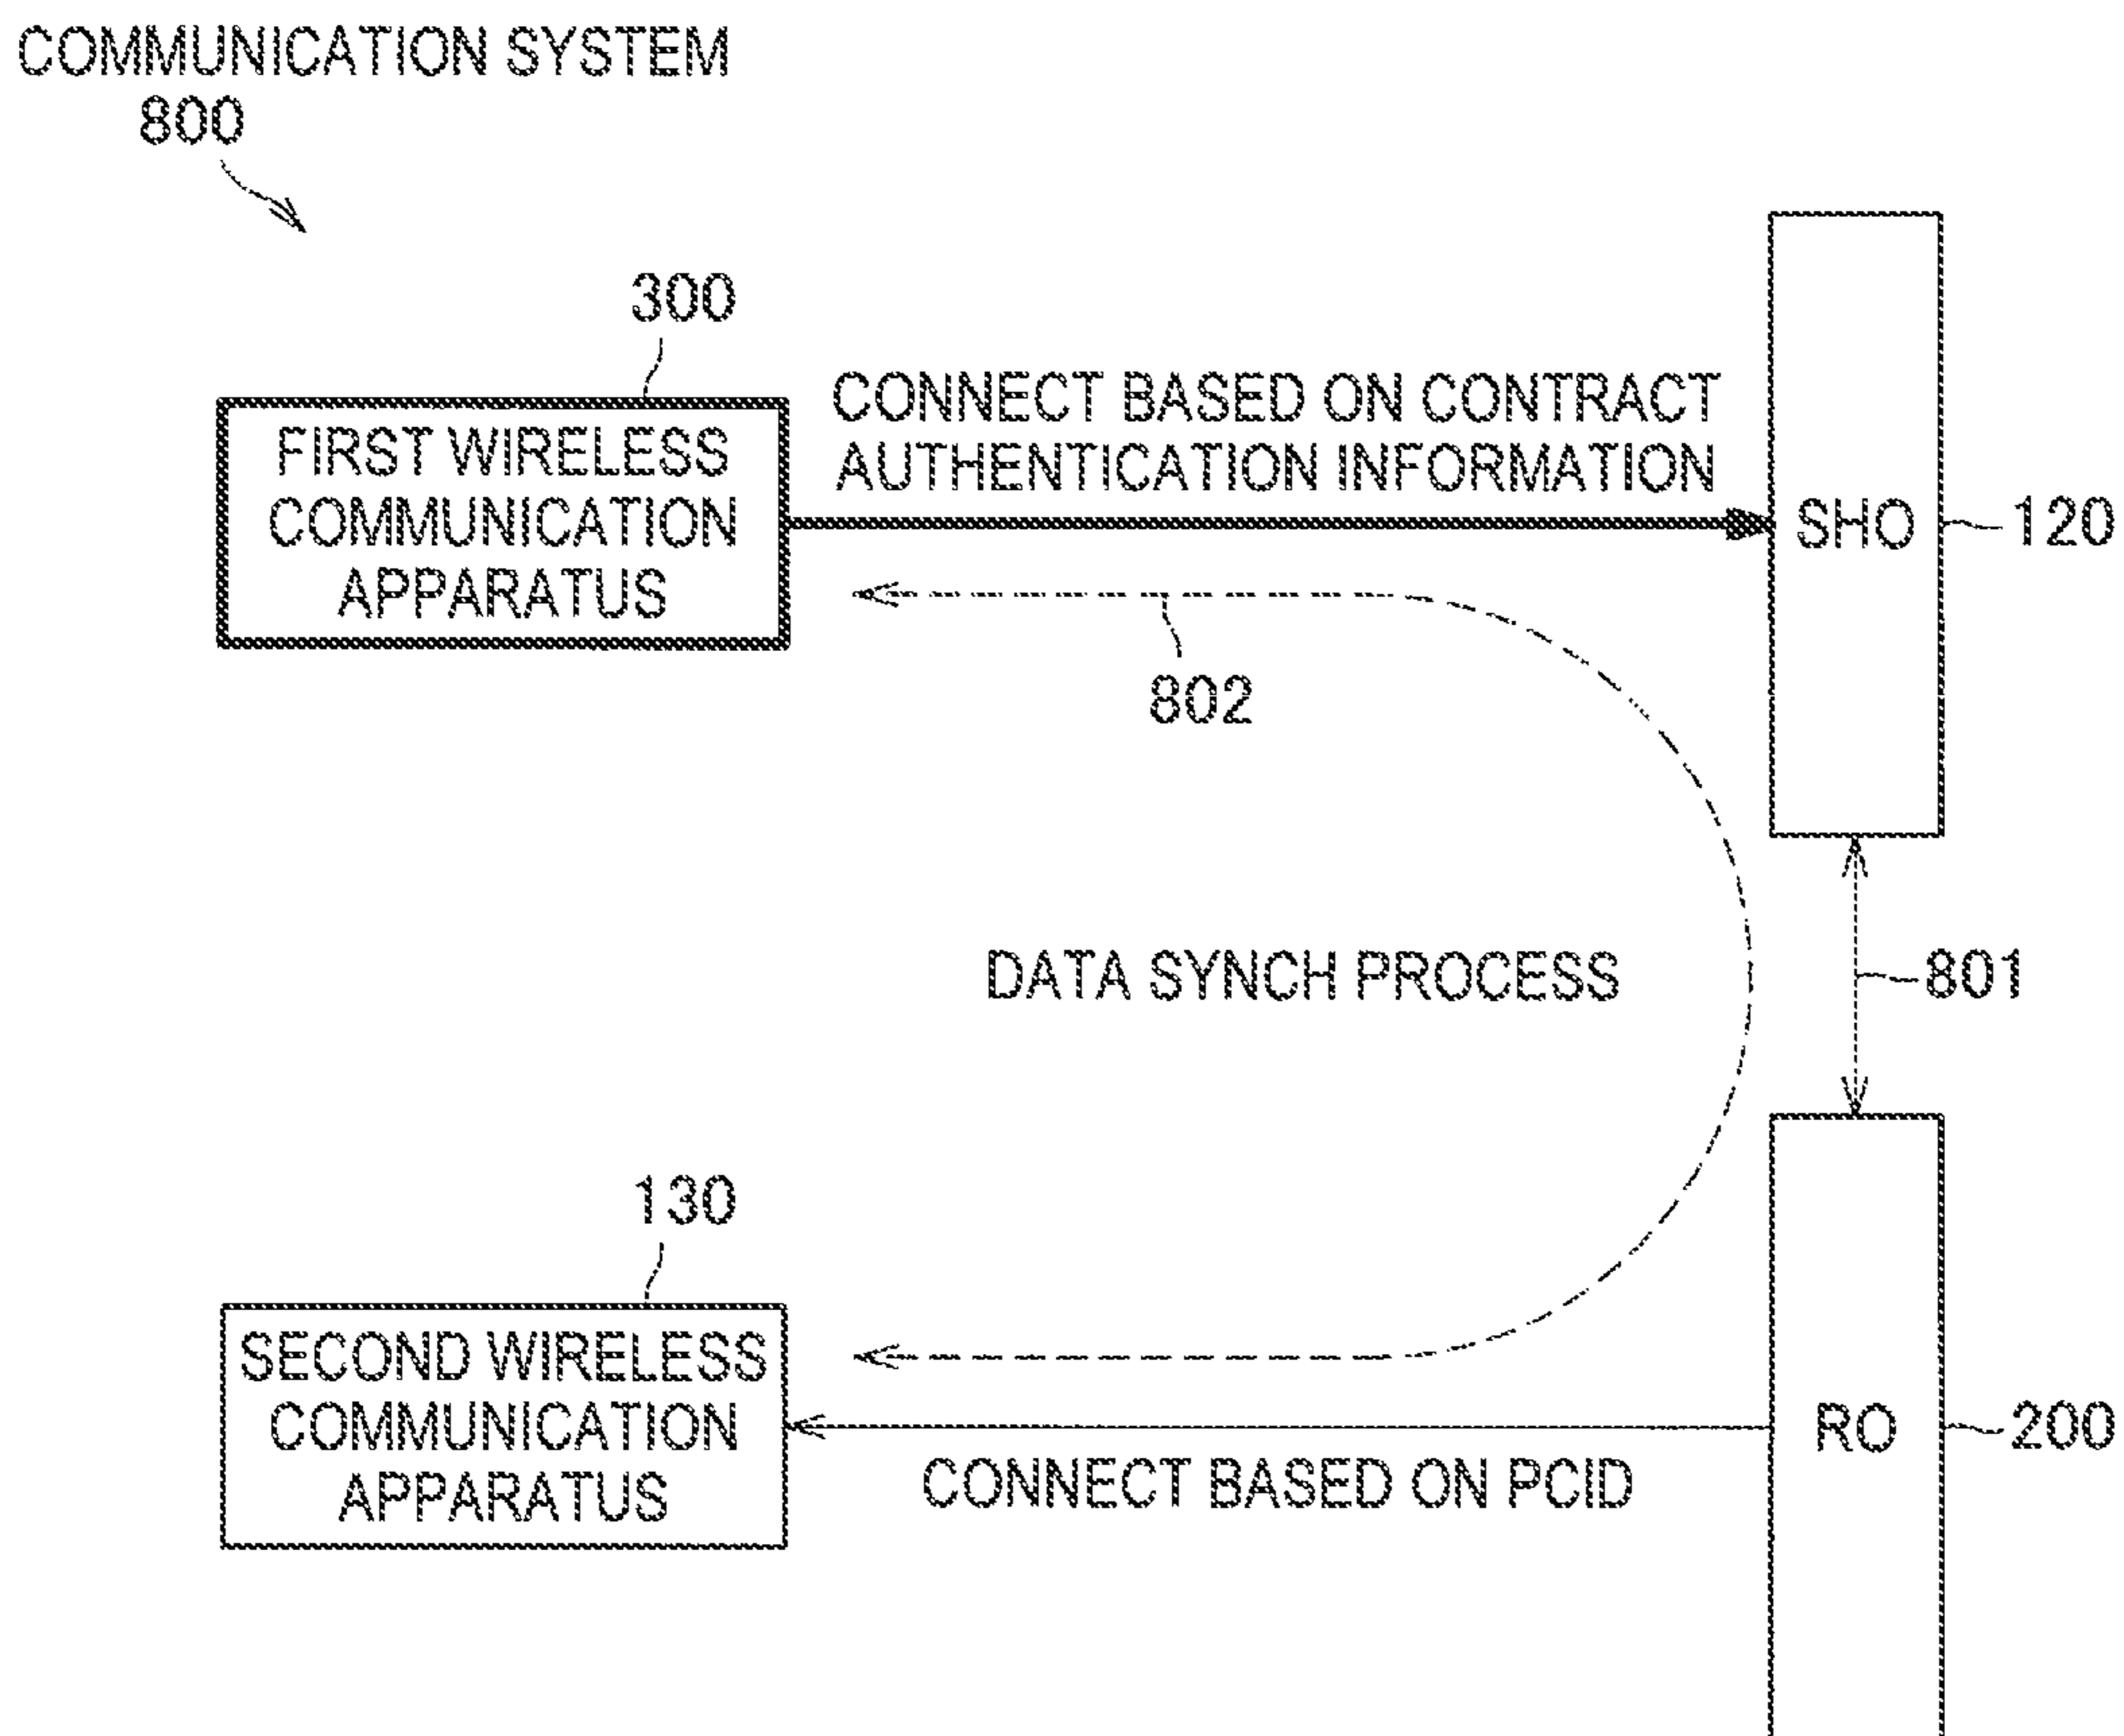 COMMUNICATION SYSTEM
800
300
FIRST WIRELESS
COMMUNICATION
APPARATUS
CONNECT BASED ON CONTRACT
AUTHENTICATION INFORMATION
SHO
120
802
DATA SYNCH PROCESS
801
130
SECOND WIRELESS
COMMUNICATION
APPARATUS
CONNECT BASED ON PCID
RO
200